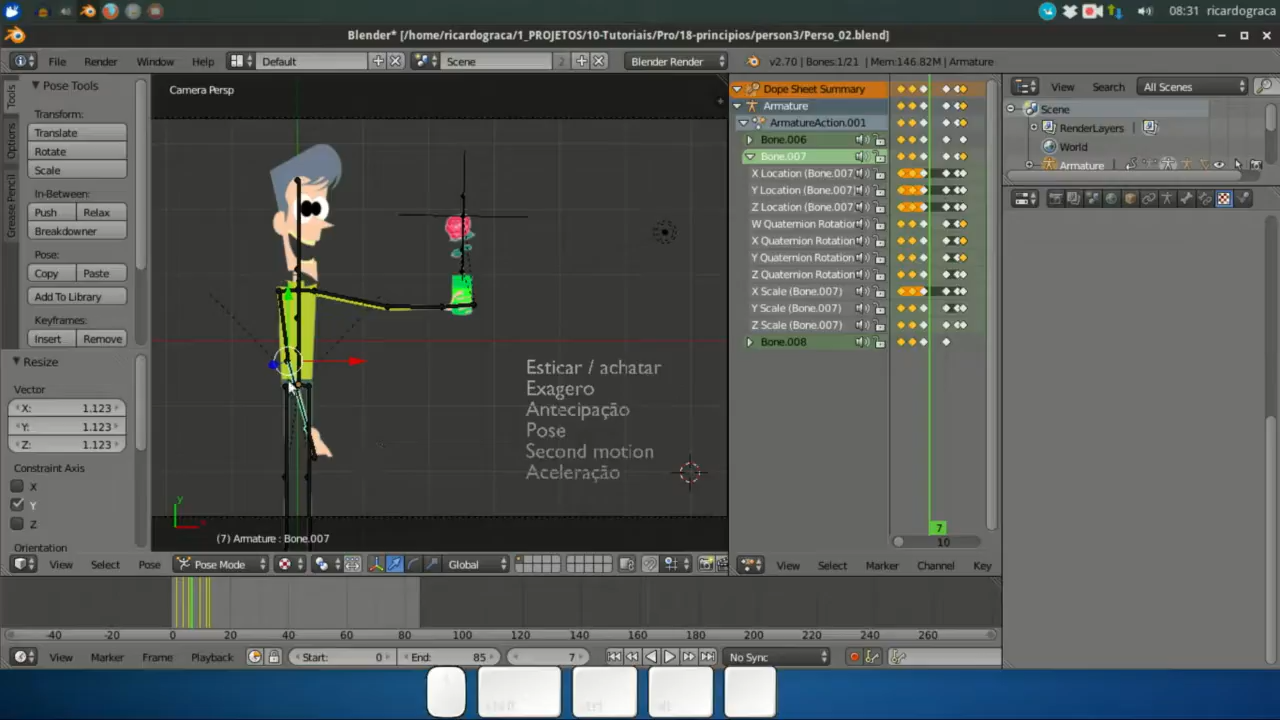 08:31 ricardograca
Blender* [/home/ricardograca/1_PROJETOS/10-Tutoriais/Pro/18-principios/person3/Perso_02.blend]
File Render Window Help Default Scene 2 Blender Render v2.70 | Bones:1/21 | Mem:146.82M | Armature
Tools
Options
Grease Pencil
Pose Tools
Transform:
Translate
Rotate
Scale
In-Between:
Push Relax
Breakdowner
Pose:
Copy Paste
Add To Library
Keyframes:
Insert Remove
Resize
Vector
X: 1.123
Y: 1.123
Z: 1.123
Constraint Axis
X
Y
Z
Orientation
Camera Persp
Esticar / achatar
Exagero
Antecipação
Pose
Second motion
Aceleração
y
(7) Armature : Bone.007
View Select Pose Pose Mode Global
Dope Sheet Summary
Armature
ArmatureAction.001
Bone.006
Bone.007
X Location (Bone.007
Y Location (Bone.007
Z Location (Bone.007
W Quaternion Rotation
X Quaternion Rotation
Y Quaternion Rotation
Z Quaternion Rotation
X Scale (Bone.007)
Y Scale (Bone.007)
Z Scale (Bone.007)
Bone.008
7
10
View Select Marker Channel Key
View Search All Scenes
Scene
RenderLayers
World
Armature
-40 -20 0 20 40 60 80 100 120 140 160 180 200 220 240 260
View Marker Frame Playback Start: 0 End: 85 7 No Sync